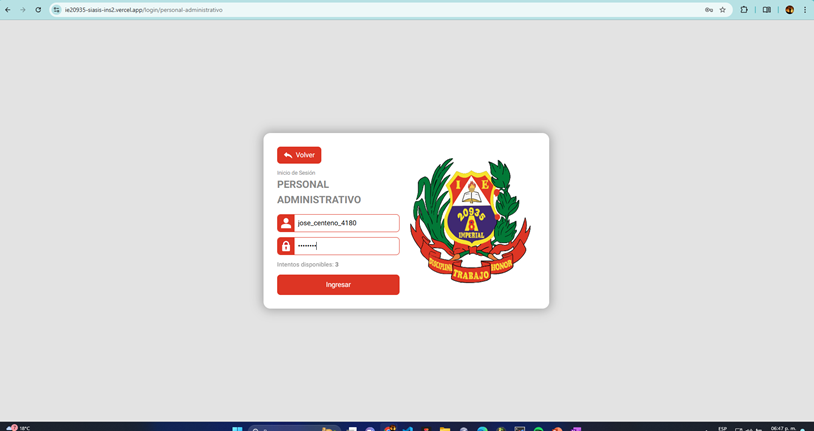 ie20935-siasis-ins2.vercel.app/login/personal-administrativo
Volver
Inicio de Sesión
PERSONAL
ADMINISTRATIVO
jose_centeno_4180
••••••••
Intentos disponibles: 3
Ingresar
I E
20935
IMPERIAL
DISCIPLINA TRABAJO HONOR
18°C
ESP
06:47 p. m.